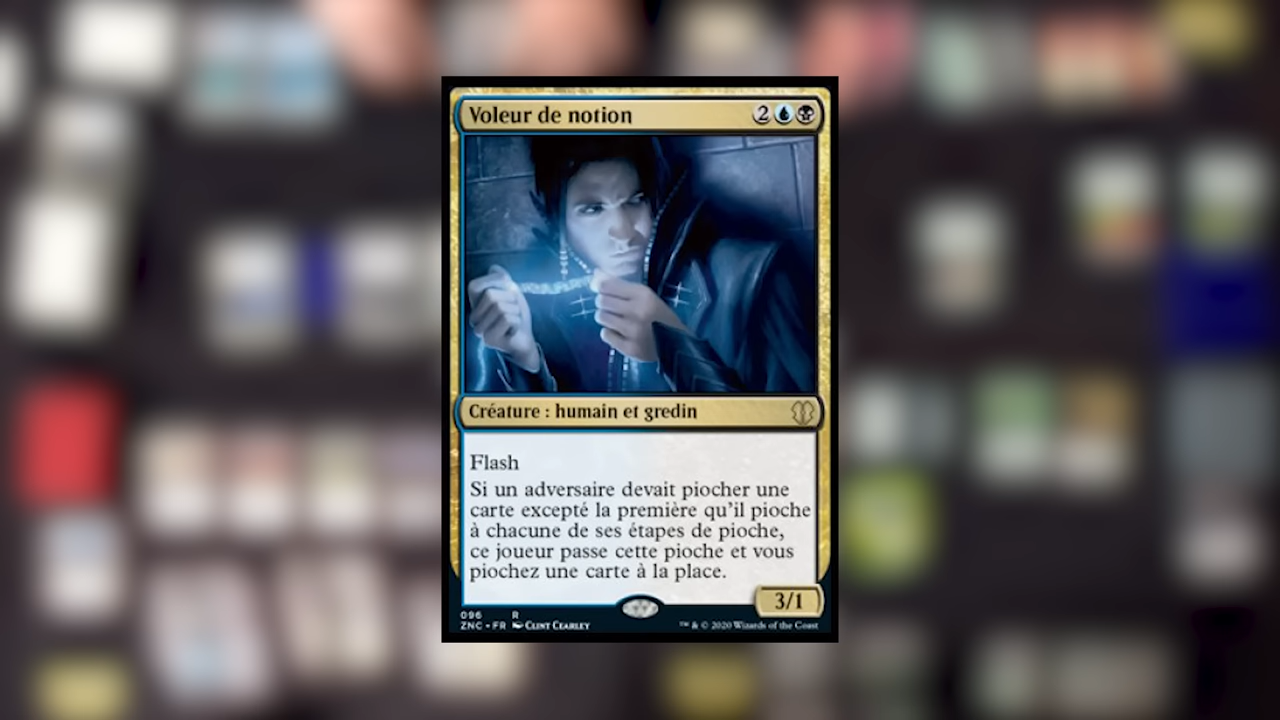 Voleur de notion 2
Créature : humain et gredin
Flash
Si un adversaire devait piocher une
carte excepté la première qu'il pioche
à chacune de ses étapes de pioche,
ce joueur passe cette pioche et vous
piochez une carte à la place.
3/1
096 R
ZNC • FR Clint Cearley
™ & © 2020 Wizards of the Coast